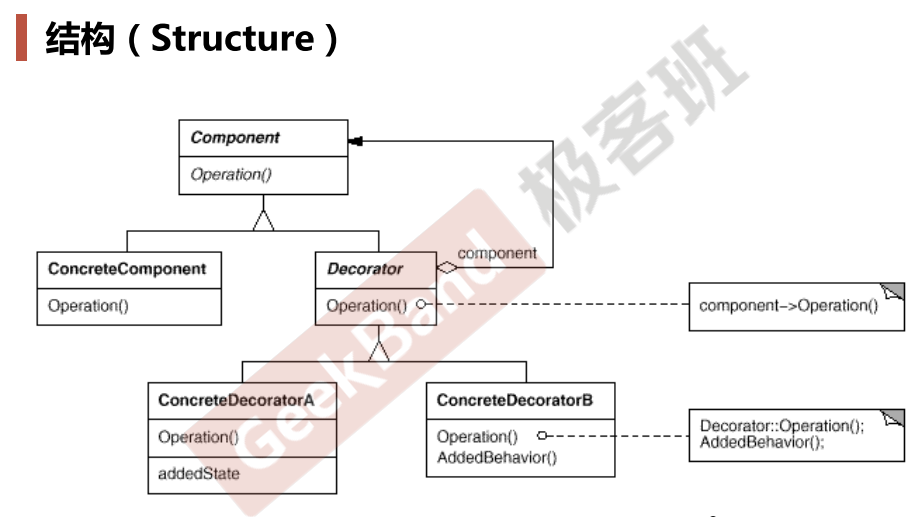 结构（Structure）
Component
Operation()
component
ConcreteComponent
Operation()
Decorator
Operation()
component->Operation()
ConcreteDecoratorA
Operation()
addedState
ConcreteDecoratorB
Operation()
AddedBehavior()
Decorator::Operation();
AddedBehavior();
GeekBand
极客班